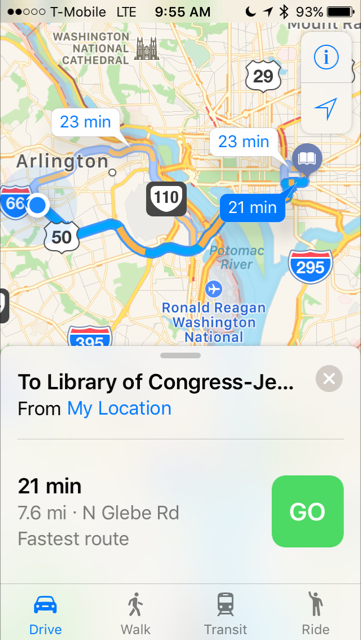 T-Mobile LTE 9:55 AM 93%
WASHINGTON
NATIONAL
CATHEDRAL
29
23 min
23 min
Arlington
66
110
21 min
50
Potomac
River
295
Ronald Reagan
Washington
National
395
To Library of Congress-Je...
From My Location
21 min
7.6 mi · N Glebe Rd
Fastest route
GO
Drive
Walk
Transit
Ride